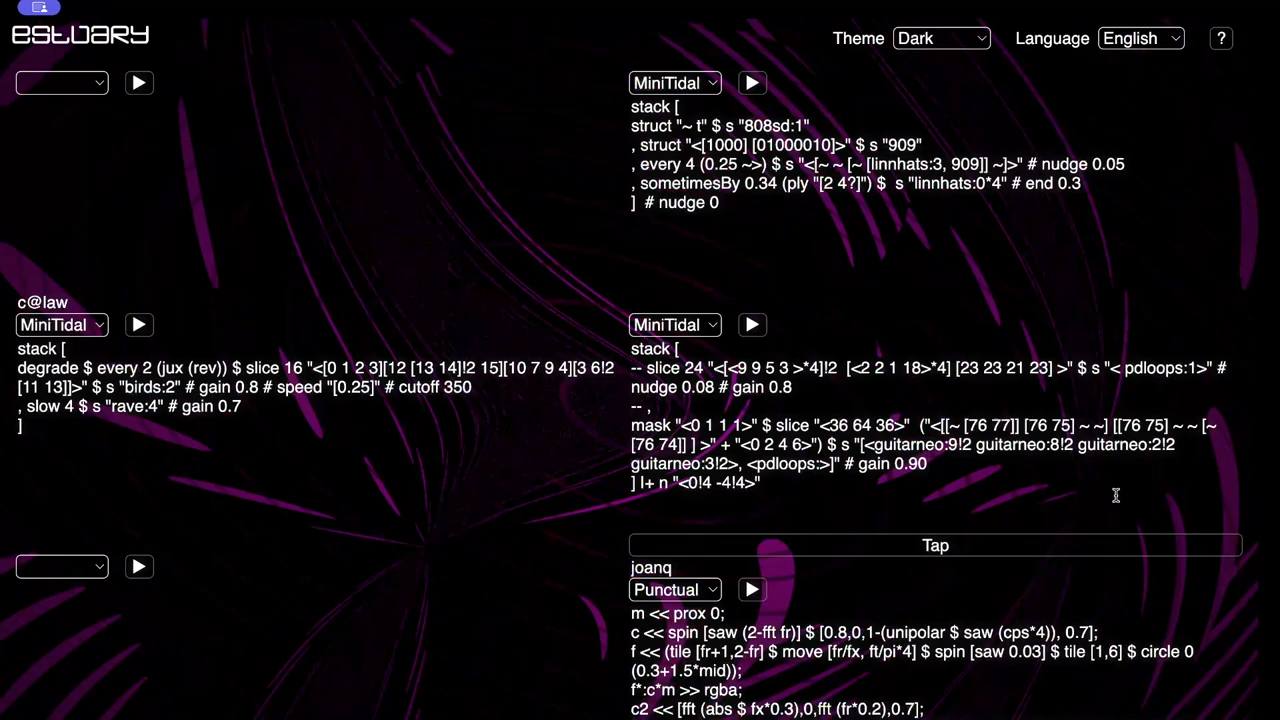 estuary
Theme Dark Language English ?
MiniTidal
stack [
struct "~ t" $ s "808sd:1"
, struct "<[1000] [01000010]>" $ s "909"
, every 4 (0.25 ~>) $ s "<[~ ~ [~ [linnhats:3, 909]] ~]>" # nudge 0.05
, sometimesBy 0.34 (ply "[2 4?]") $  s "linnhats:0*4" # end 0.3
]  # nudge 0
c@law
MiniTidal
stack [
degrade $ every 2 (jux (rev)) $ slice 16 "<[0 1 2 3][12 [13 14]!2 15][10 7 9 4][3 6!2
[11 13]]>" $ s "birds:2" # gain 0.8 # speed "[0.25]" # cutoff 350
, slow 4 $ s "rave:4" # gain 0.7
]
MiniTidal
stack [
-- slice 24 "<[<9 9 5 3 >*4]!2  [<2 2 1 18>*4] [23 23 21 23] >" $ s "< pdloops:1>" #
nudge 0.08 # gain 0.8
-- ,
mask "<0 1 1 1>" $ slice "<36 64 36>"  ("<[[~ [76 77]] [76 75] ~ ~] [[76 75] ~ ~ [~
[76 74]] ] >" + "<0 2 4 6>") $ s "[<guitarneo:9!2 guitarneo:8!2 guitarneo:2!2
guitarneo:3!2>, <pdloops:>]" # gain 0.90
] |+ n "<0!4 -4!4>"
Tap
joanq
Punctual
m << prox 0;
c << spin [saw (2-fft fr)] $ [0.8,0,1-(unipolar $ saw (cps*4)), 0.7];
f << (tile [fr+1,2-fr] $ move [fr/fx, ft/pi*4] $ spin [saw 0.03] $ tile [1,6] $ circle 0
(0.3+1.5*mid));
f*:c*m >> rgba;
c2 << [fft (abs $ fx*0.3),0,fft (fr*0.2),0.7];